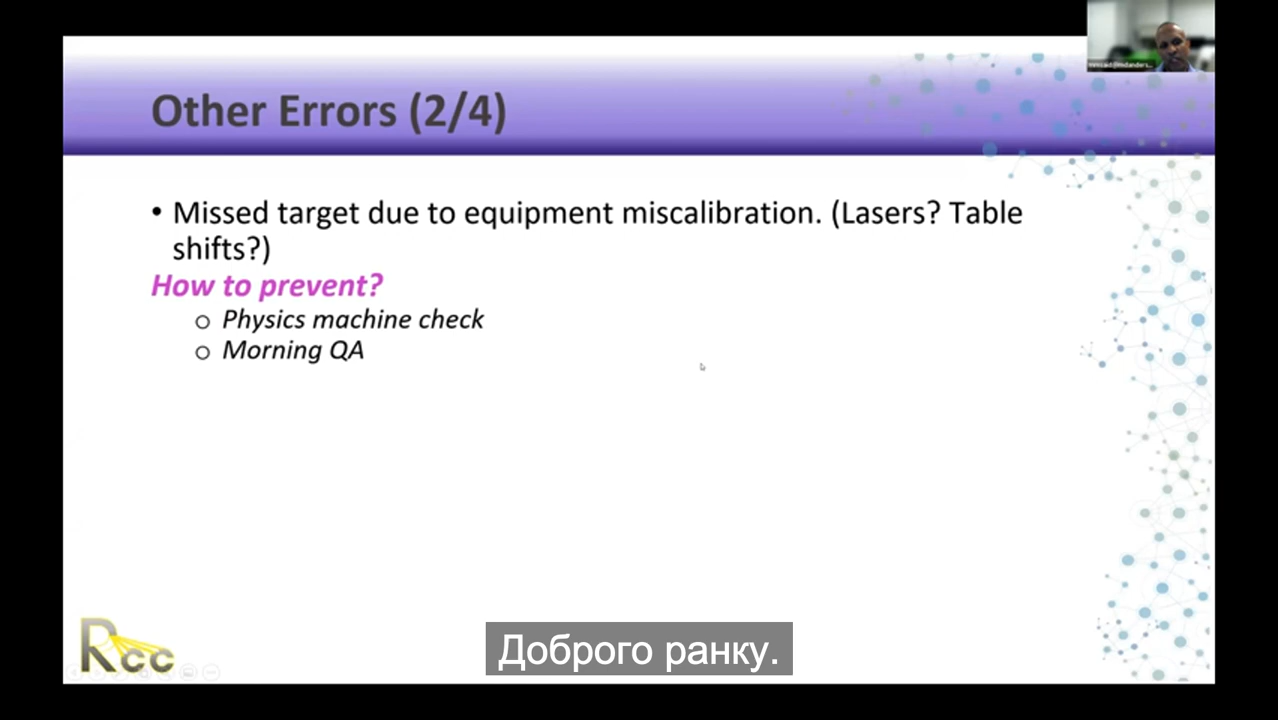 Other Errors (2/4)
• Missed target due to equipment miscalibration. (Lasers? Table
shifts?)
How to prevent?
o Physics machine check
o Morning QA
Rcc
Доброго ранку.